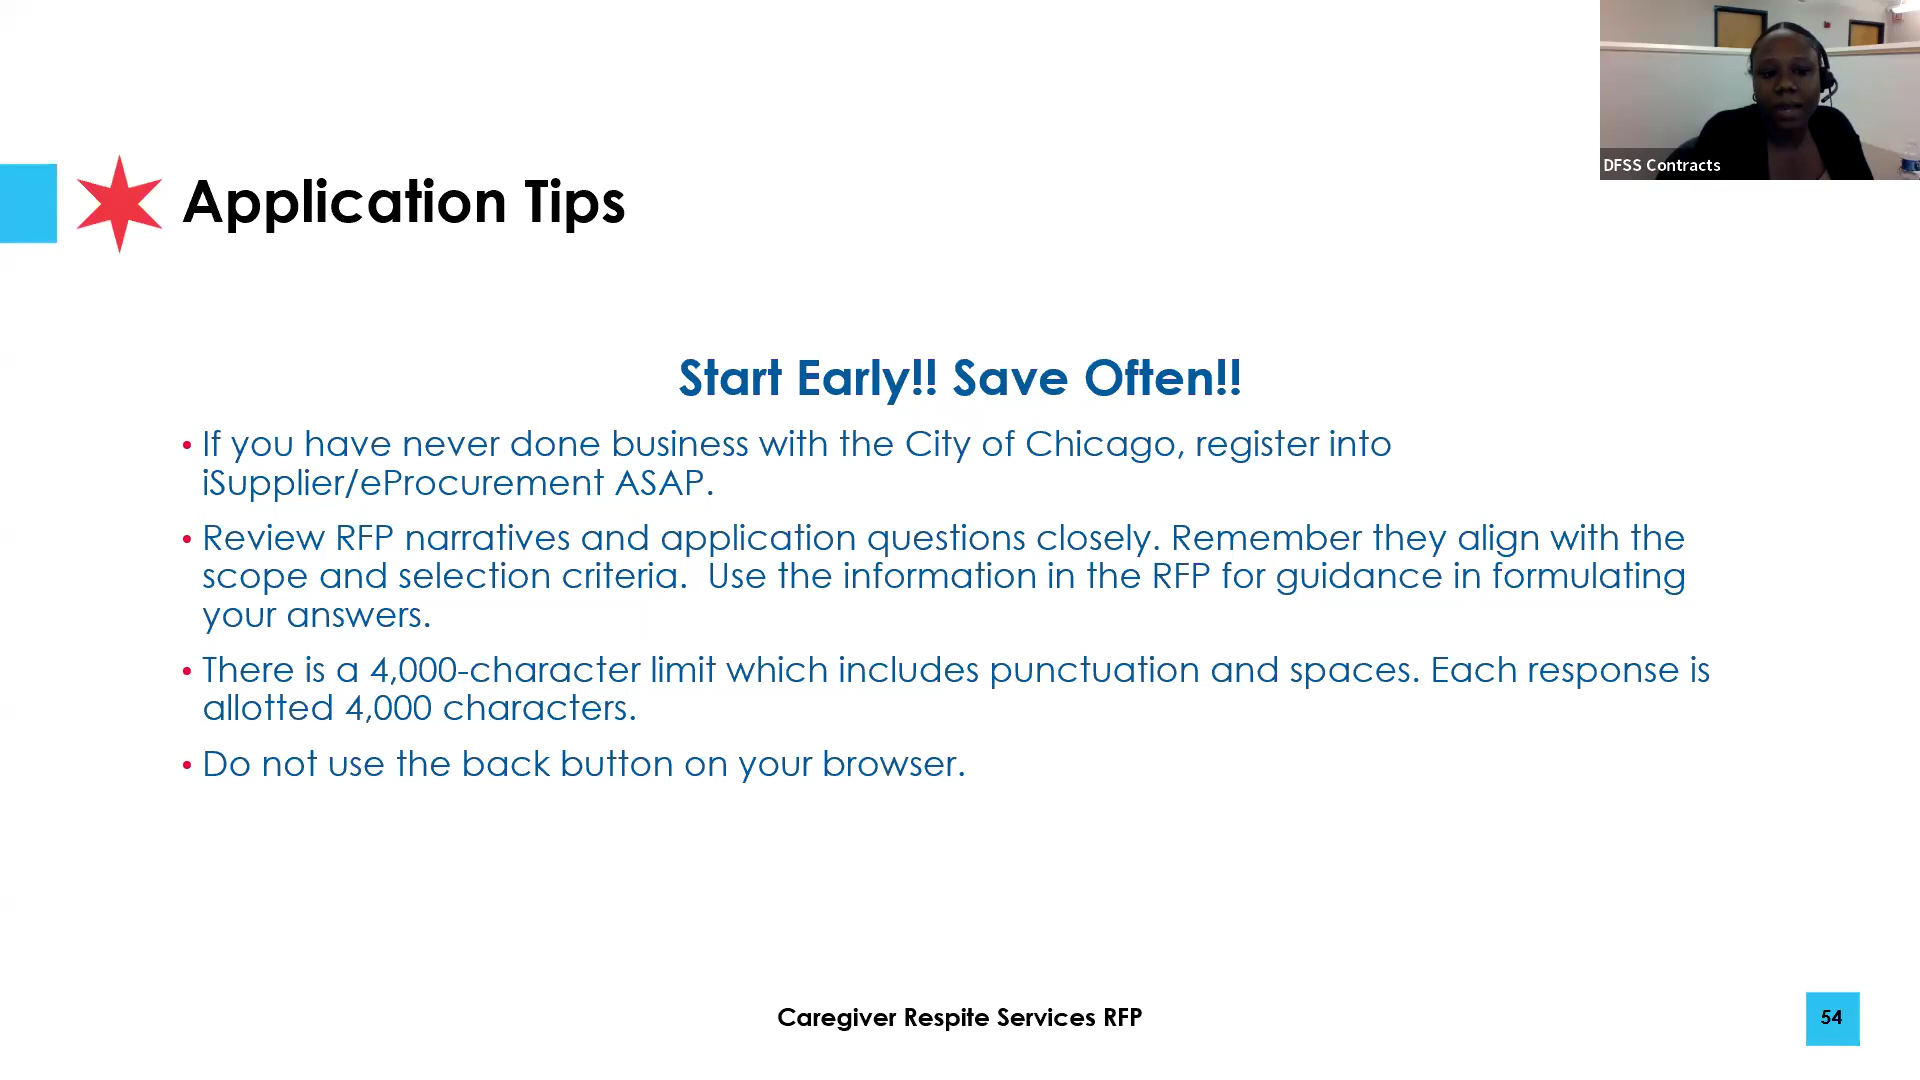 DFSS Contracts
Application Tips
Start Early!! Save Often!!
• If you have never done business with the City of Chicago, register into
iSupplier/eProcurement ASAP.
• Review RFP narratives and application questions closely. Remember they align with the
scope and selection criteria.  Use the information in the RFP for guidance in formulating
your answers.
• There is a 4,000-character limit which includes punctuation and spaces. Each response is
allotted 4,000 characters.
• Do not use the back button on your browser.
Caregiver Respite Services RFP
54